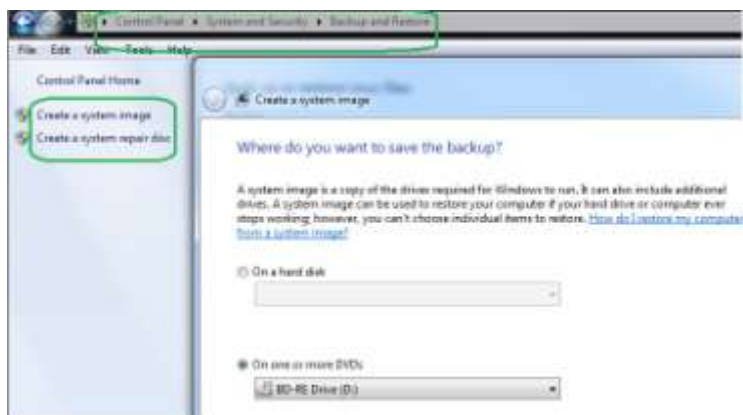 Control Panel ▸ System and Security ▸ Backup and Restore
File Edit View Tools Help
Control Panel Home
Create a system image
Create a system repair disc
Create a system image
Where do you want to save the backup?
A system image is a copy of the drives required for Windows to run. It can also include additional
drives. A system image can be used to restore your computer if your hard drive or computer ever
stops working; however, you can't choose individual items to restore. How do I restore my computer
from a system image?
On a hard disk
On one or more DVDs
BD-RE Drive (D:)